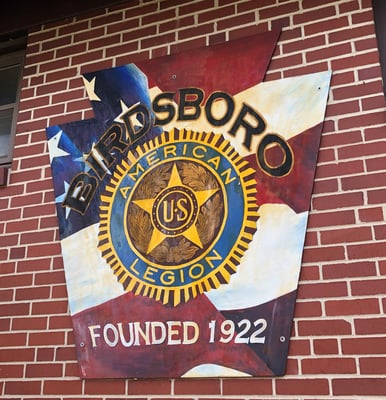 BIRDSBORO
AMERICAN
U.S
LEGION
FOUNDED 1922